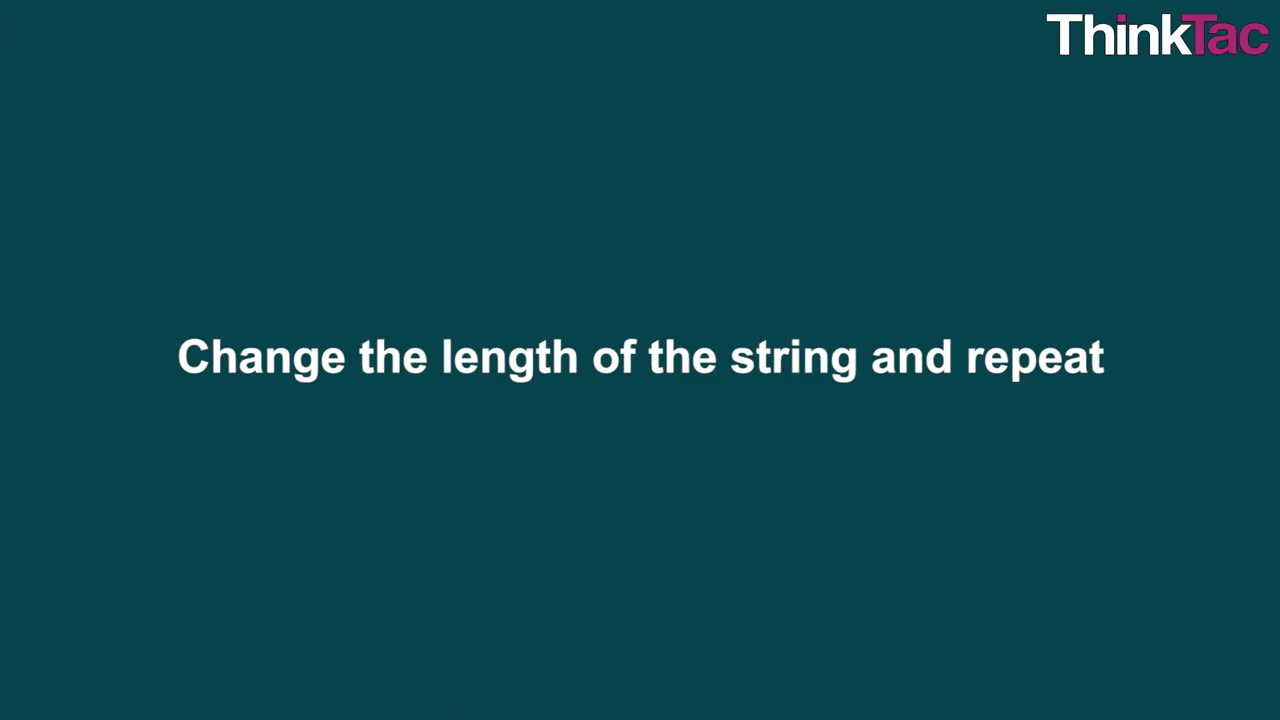 ThinkTac
Change the length of the string and repeat